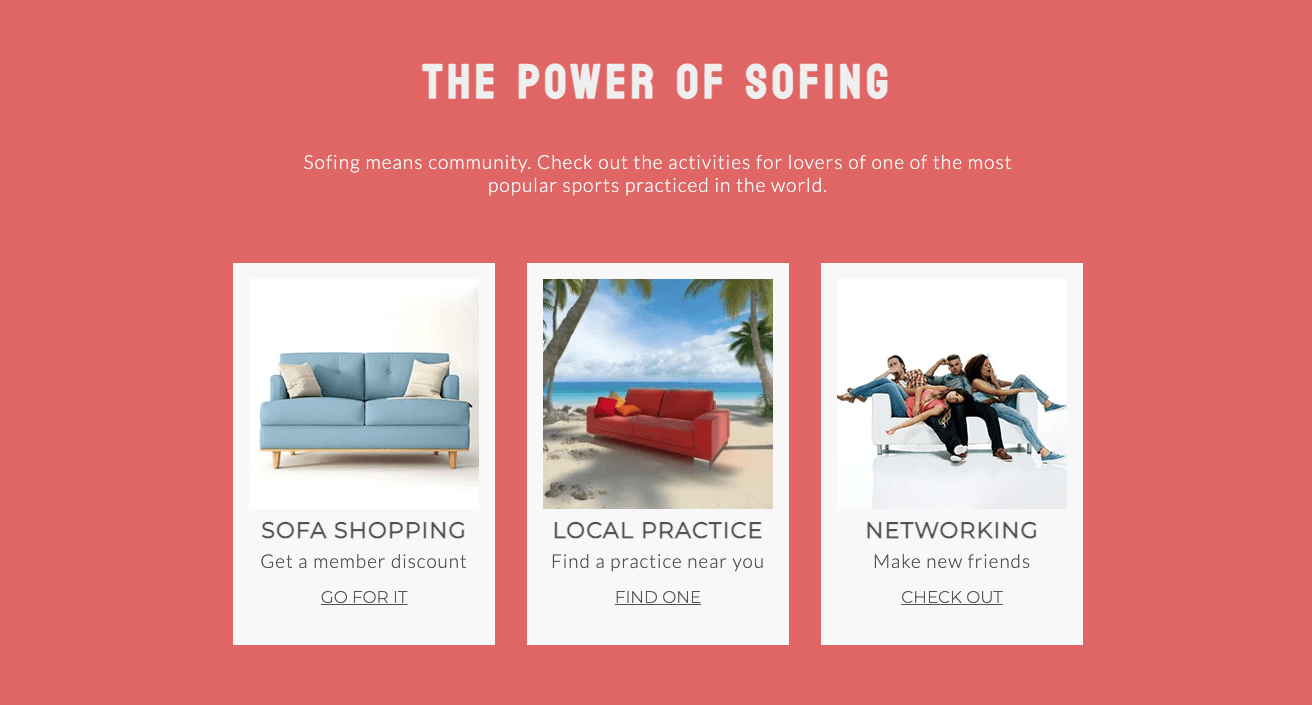 THE POWER OF SOFING
Sofing means community. Check out the activities for lovers of one of the most
popular sports practiced in the world.
SOFA SHOPPING
Get a member discount
GO FOR IT
LOCAL PRACTICE
Find a practice near you
FIND ONE
NETWORKING
Make new friends
CHECK OUT